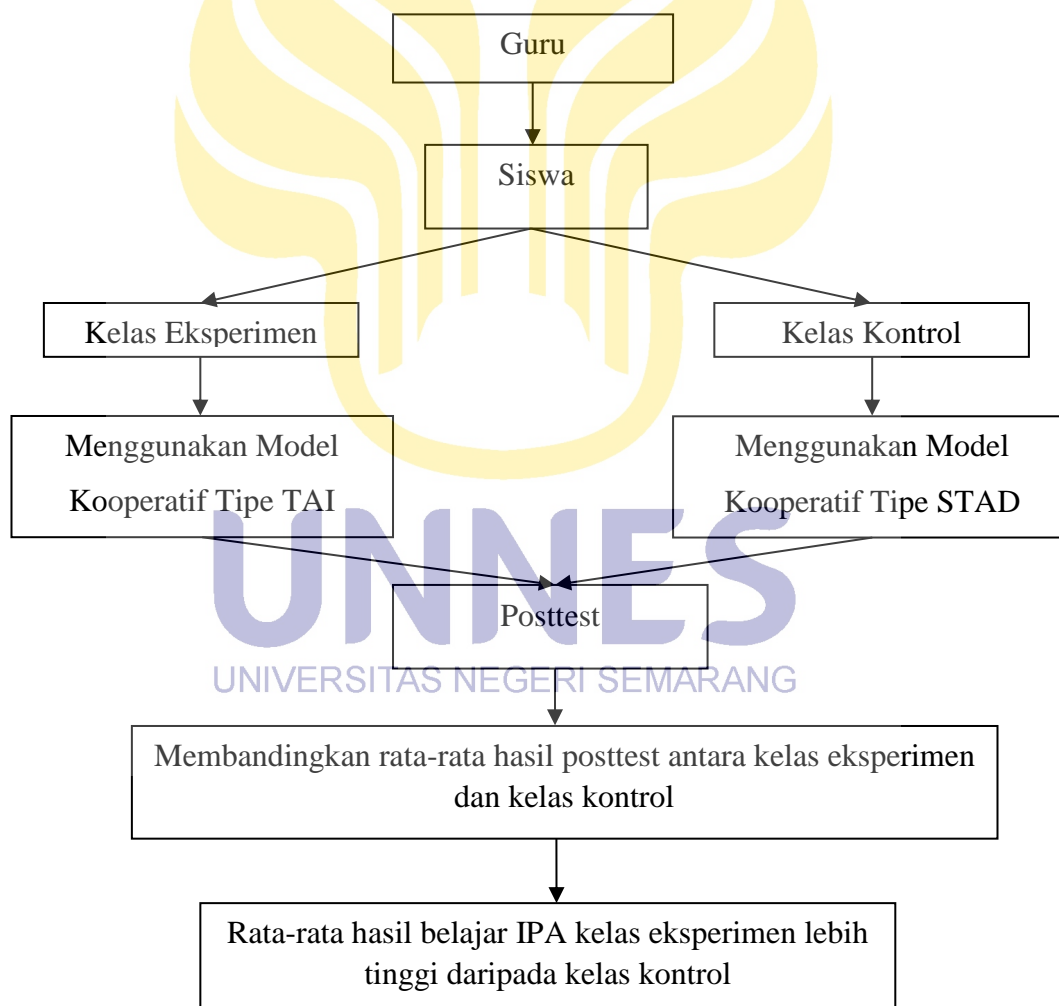 Guru
Siswa
Kelas Eksperimen
Kelas Kontrol
Menggunakan Model
Kooperatif Tipe TAI
Menggunakan Model
Kooperatif Tipe STAD
UNNES
Posttest
UNIVERSITAS NEGERI SEMARANG
Membandingkan rata-rata hasil posttest antara kelas eksperimen
dan kelas kontrol
Rata-rata hasil belajar IPA kelas eksperimen lebih
tinggi daripada kelas kontrol